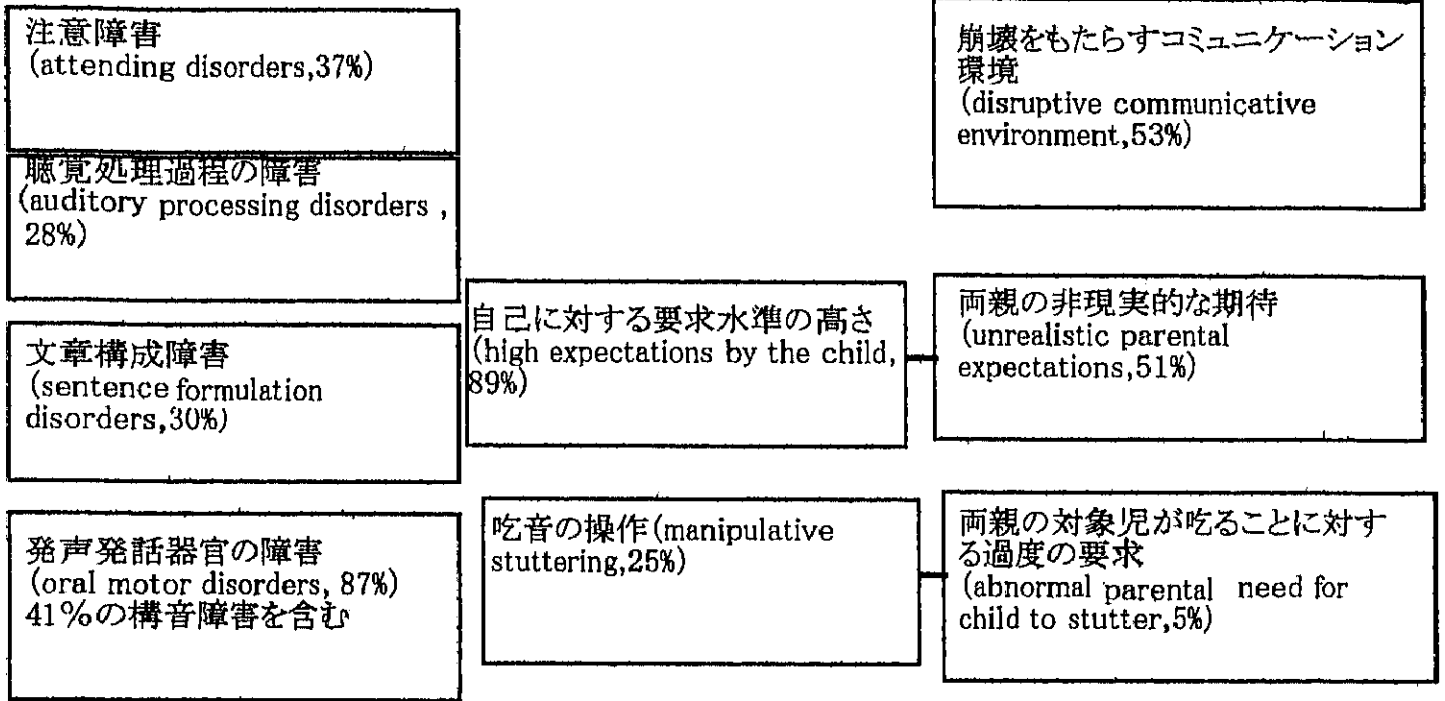 注意障害
(attending disorders,37%)
聴覚処理過程の障害
(auditory processing disorders ,
28%)
文章構成障害
(sentence formulation
disorders,30%)
発声発話器官の障害
(oral motor disorders, 87%)
41%の構音障害を含む
自己に対する要求水準の高さ
(high expectations by the child,
89%)
吃音の操作(manipulative
stuttering,25%)
崩壊をもたらすコミュニケーション
環境
(disruptive communicative
environment,53%)
両親の非現実的な期待
(unrealistic parental
expectations,51%)
両親の対象児が吃ることに対す
る過度の要求
(abnormal parental need for
child to stutter,5%)